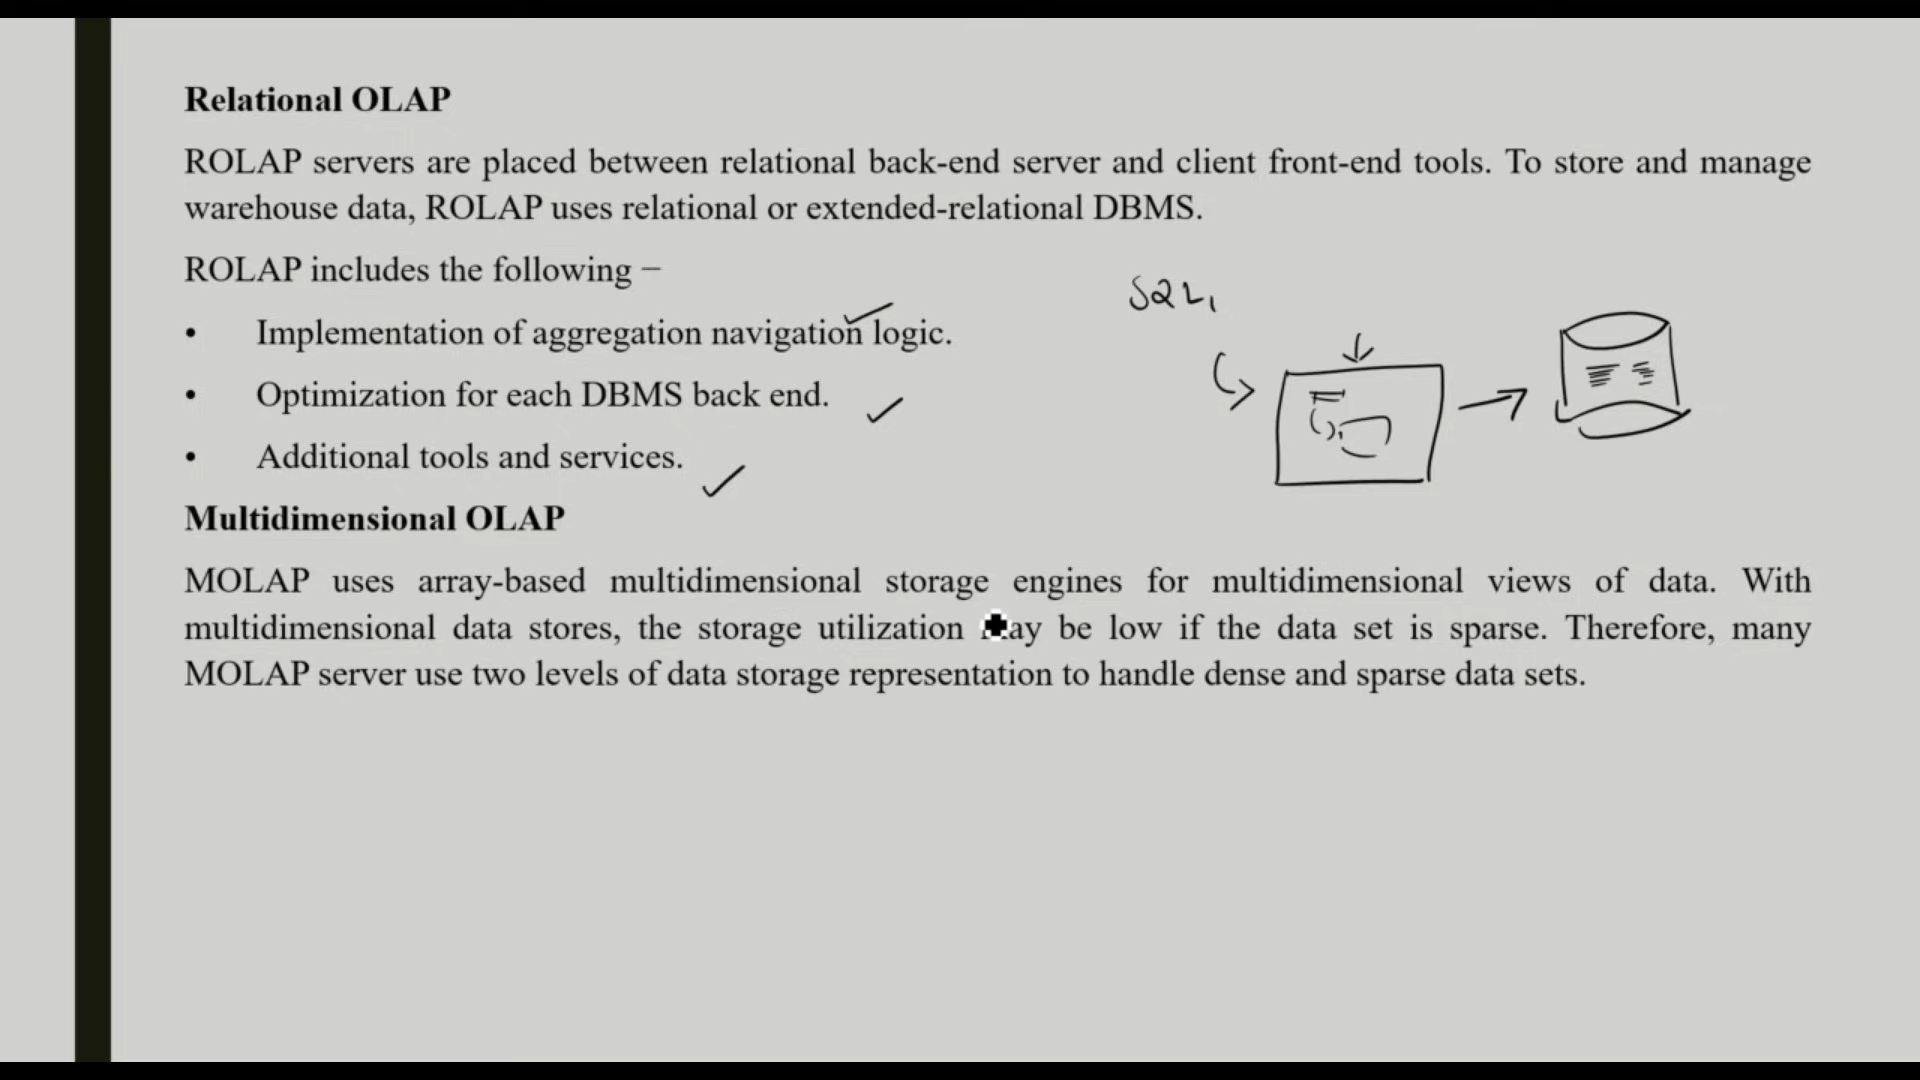 Relational OLAP
ROLAP servers are placed between relational back-end server and client front-end tools. To store and manage
warehouse data, ROLAP uses relational or extended-relational DBMS.
ROLAP includes the following −
SQL,
• Implementation of aggregation navigation logic.
• Optimization for each DBMS back end.
• Additional tools and services.
Multidimensional OLAP
MOLAP uses array-based multidimensional storage engines for multidimensional views of data. With
multidimensional data stores, the storage utilization may be low if the data set is sparse. Therefore, many
MOLAP server use two levels of data storage representation to handle dense and sparse data sets.